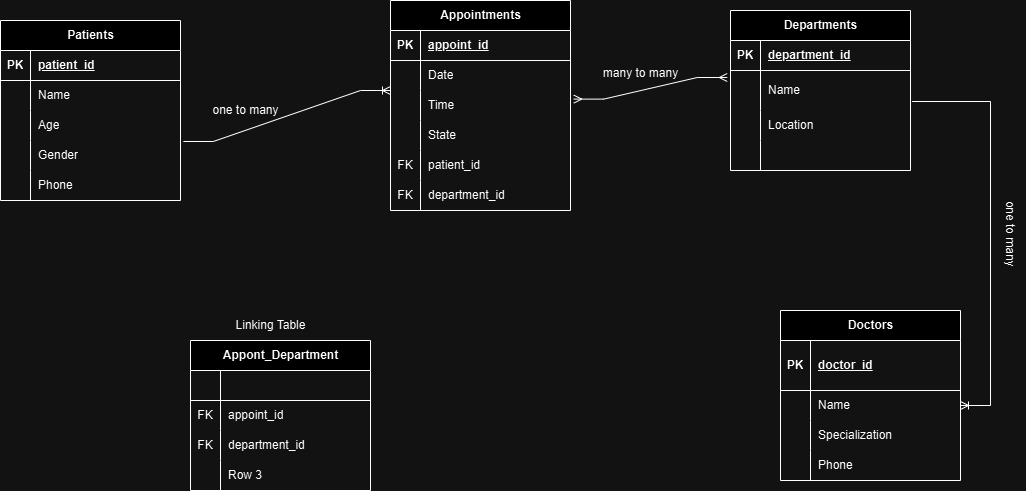 Patients
PK patient_id
Name
Age
Gender
Phone
one to many
Appointments
PK appoint_id
Date
Time
State
FK patient_id
FK department_id
many to many
Departments
PK department_id
Name
Location
one to many
Linking Table
Appont_Department
FK appoint_id
FK department_id
Row 3
Doctors
PK doctor_id
Name
Specialization
Phone